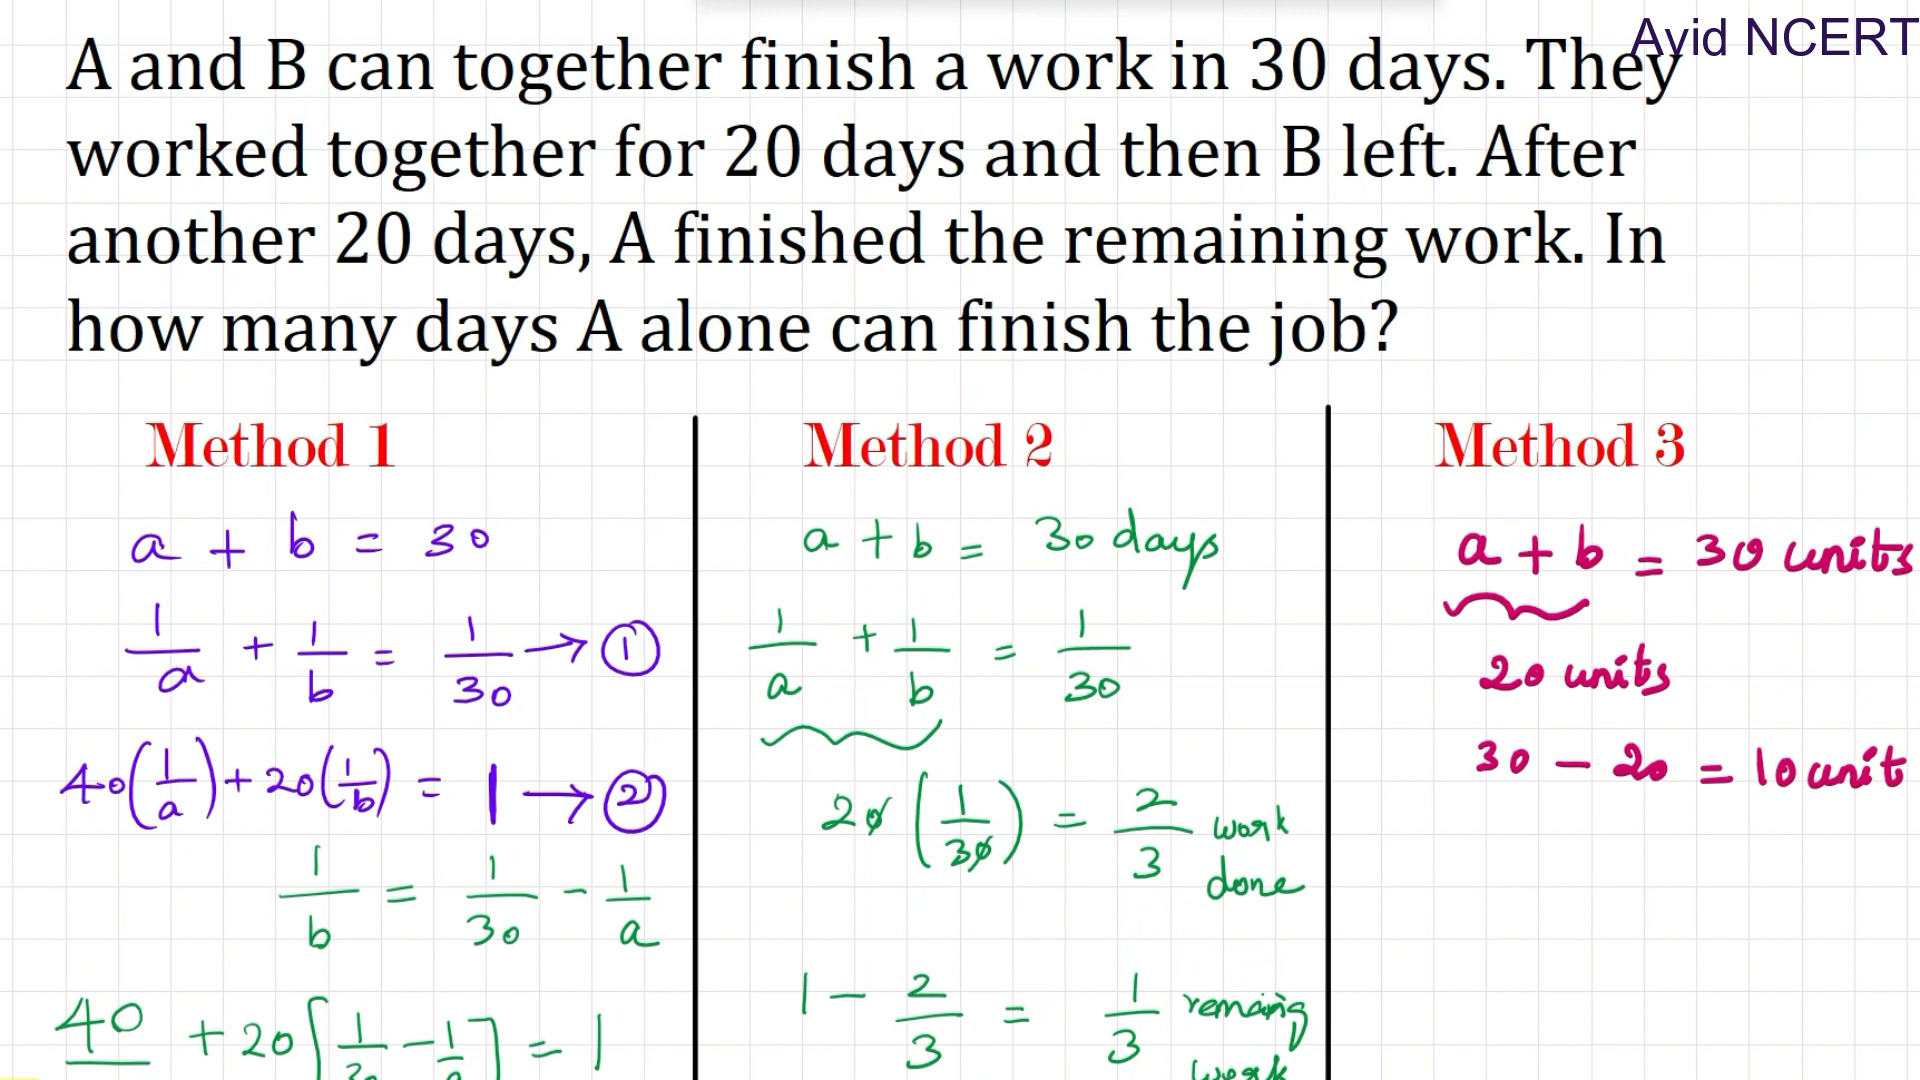 Avid NCERT
A and B can together finish a work in 30 days. They
worked together for 20 days and then B left. After
another 20 days, A finished the remaining work. In
how many days A alone can finish the job?
Method 1
a + b = 30
1/a + 1/b = 1/30 → ①
40(1/a) + 20(1/b) = 1 → ②
1/b = 1/30 - 1/a
40 + 20[1/30 - 1/a] = 1
Method 2
a + b = 30 days
1/a + 1/b = 1/30
20(1/30) = 2/3 work
done
1 - 2/3 = 1/3 remaing
work
Method 3
a + b = 30 units
20 units
30 - 20 = 10 unit